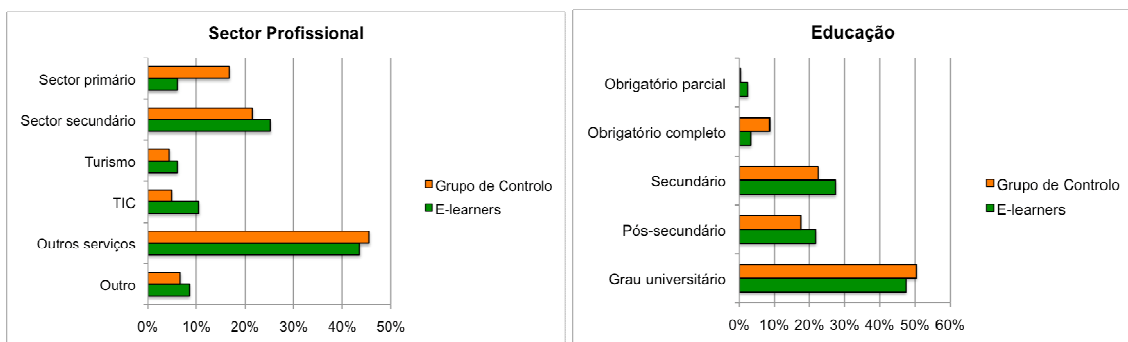 Sector Profissional
Sector primário
Sector secundário
Turismo
TIC
Outros serviços
Outro
0% 10% 20% 30% 40% 50%
Grupo de Controlo
E-learners
Educação
Obrigatório parcial
Obrigatório completo
Secundário
Pós-secundário
Grau universitário
0% 10% 20% 30% 40% 50% 60%
Grupo de Controlo
E-learners